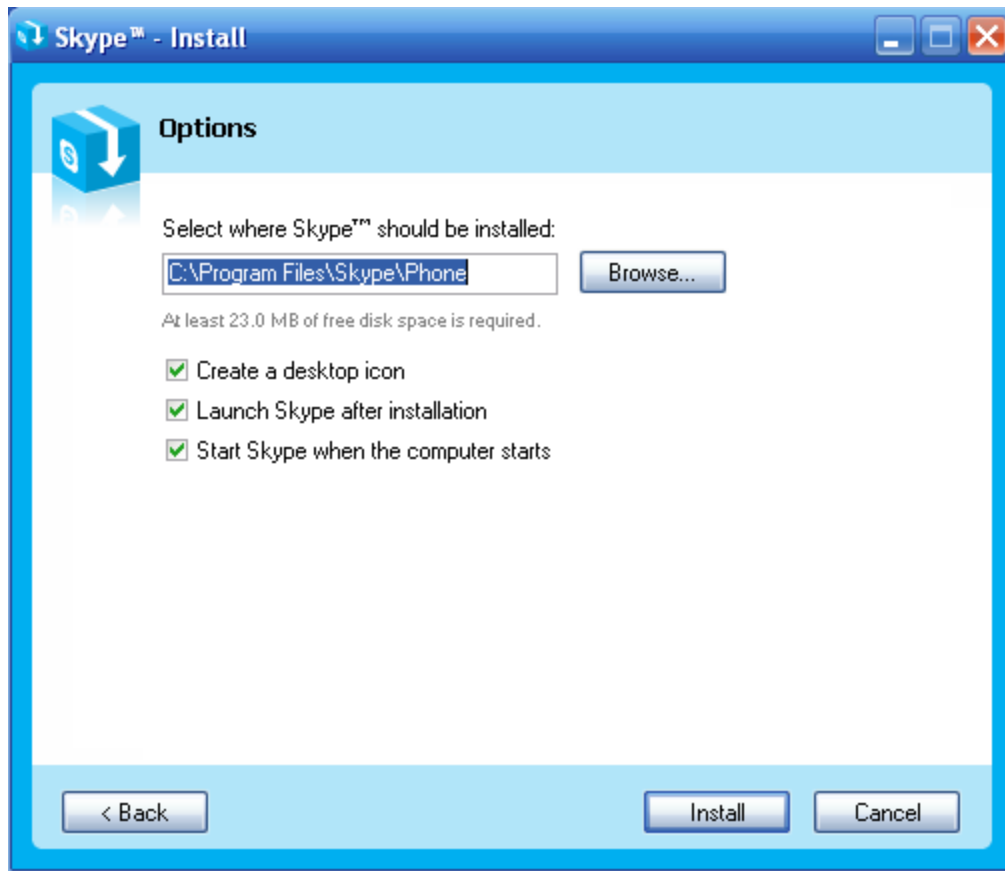 Skype™ - Install
Options
Select where Skype™ should be installed:
C:\Program Files\Skype\Phone
Browse...
At least 23.0 MB of free disk space is required.
Create a desktop icon
Launch Skype after installation
Start Skype when the computer starts
< Back
Install
Cancel